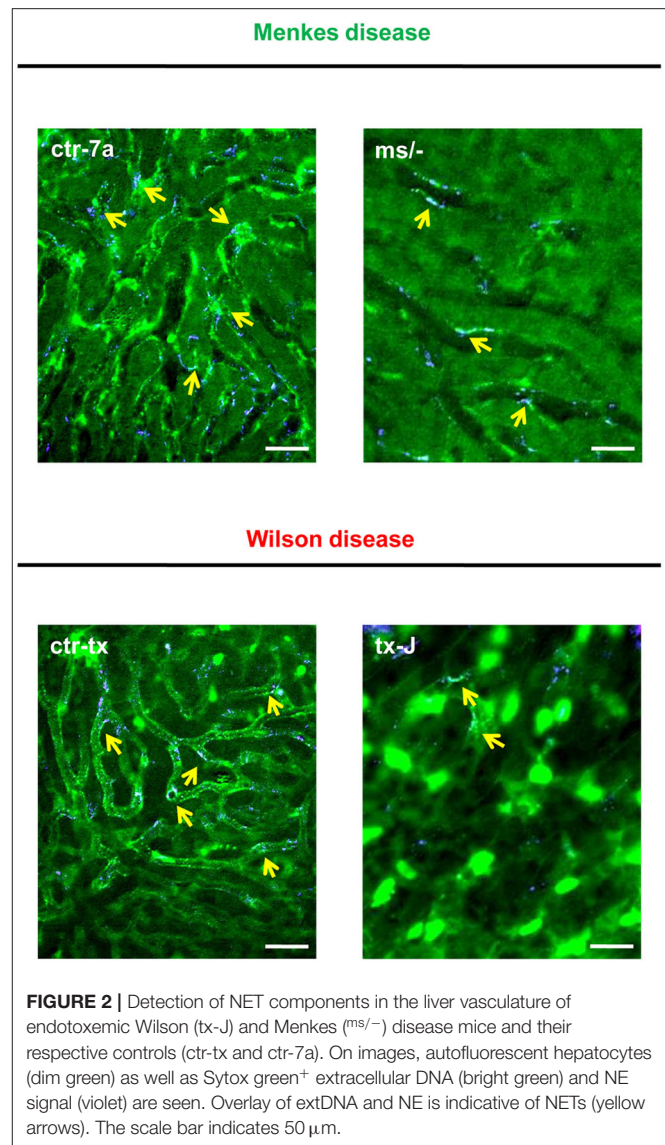 Menkes disease
ctr-7a
ms/-
Wilson disease
ctr-tx
tx-J
FIGURE 2 | Detection of NET components in the liver vasculature of
endotoxemic Wilson (tx-J) and Menkes (ms/−) disease mice and their
respective controls (ctr-tx and ctr-7a). On images, autofluorescent hepatocytes
(dim green) as well as Sytox green+ extracellular DNA (bright green) and NE
signal (violet) are seen. Overlay of extDNA and NE is indicative of NETs (yellow
arrows). The scale bar indicates 50 μm.